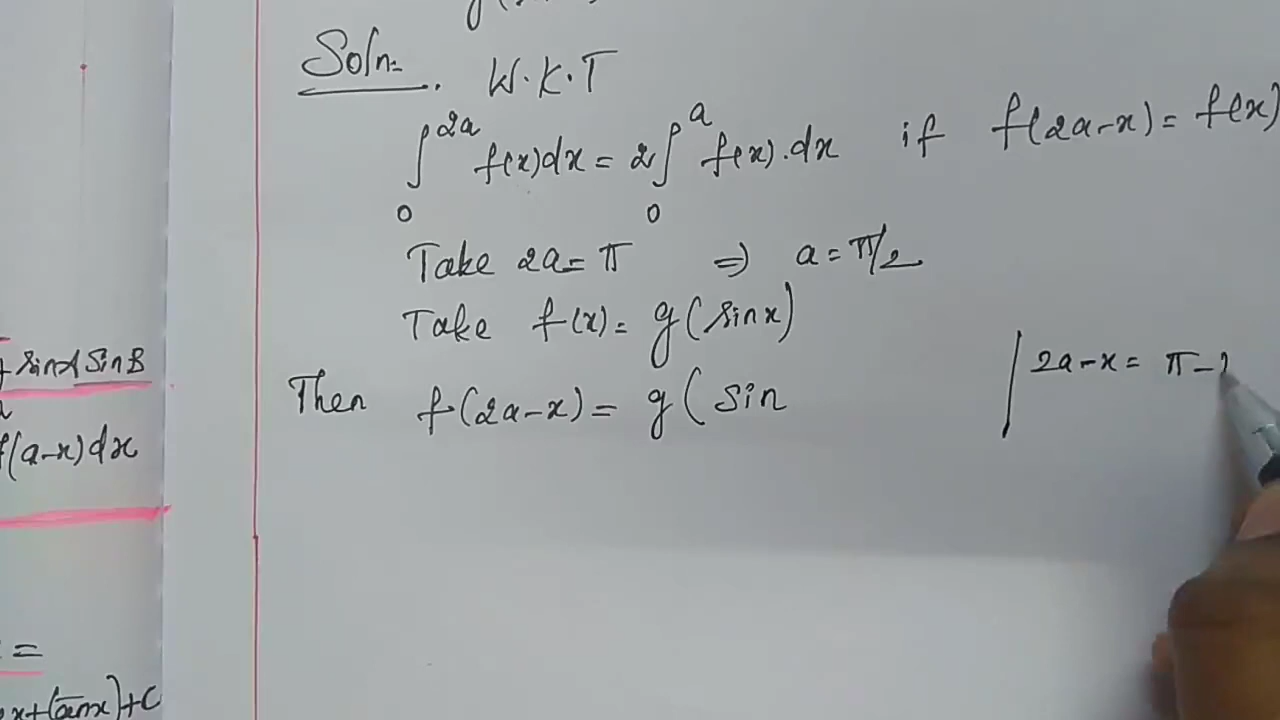 Soln. W.K.T
∫₀^2a f(x)dx = 2∫₀^a f(x).dx if f(2a-x) = f(x)
Take 2a = π ⇒ a = π/2
Take f(x) = g(sinx)
Then f(2a-x) = g( sin
2a-x = π-
sinA sinB
(a-x)dx
=
+C